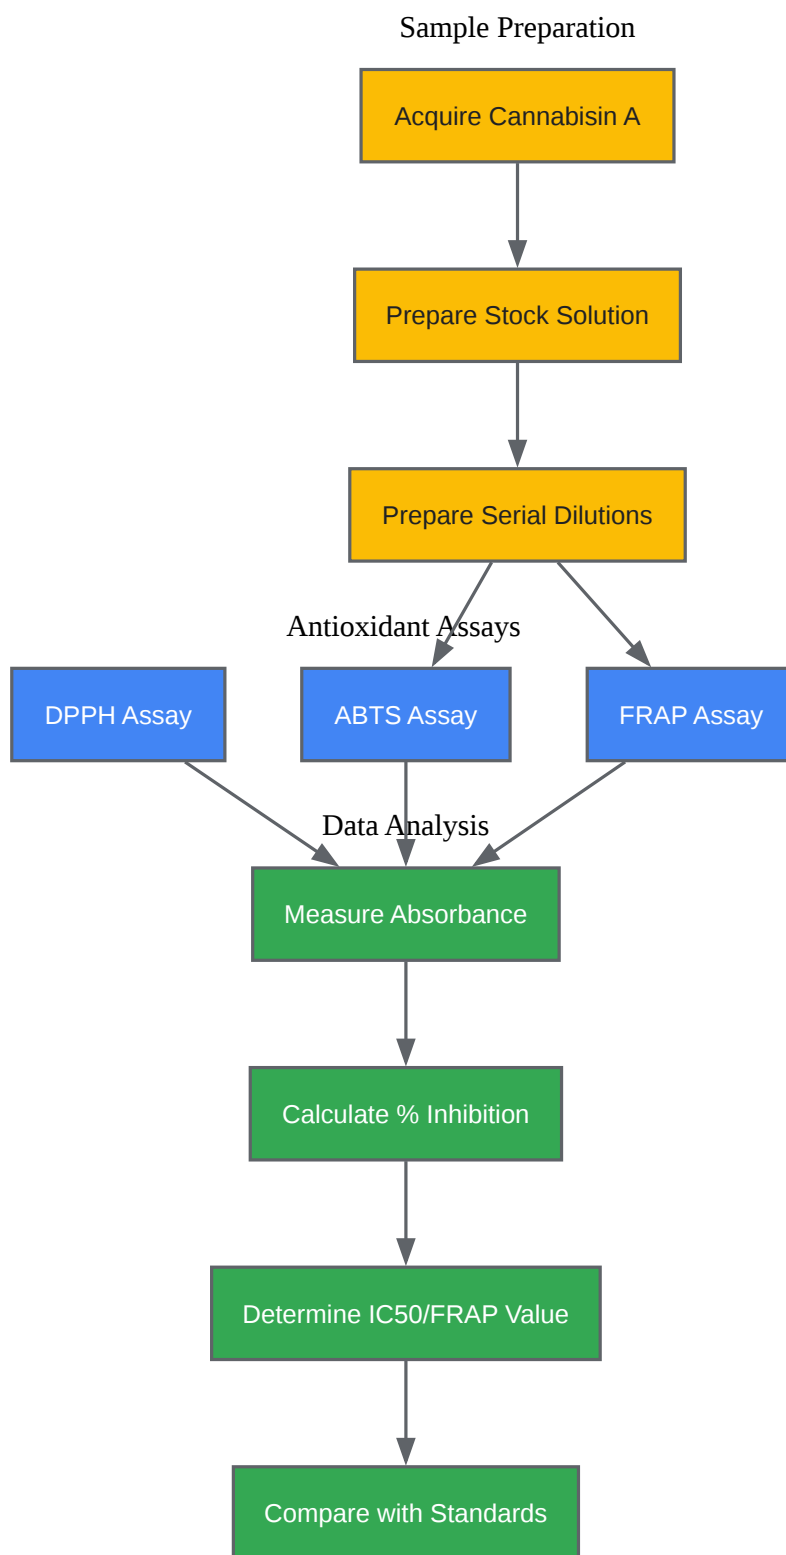 Sample Preparation
Acquire Cannabisin A
Prepare Stock Solution
Prepare Serial Dilutions
Antioxidant Assays
DPPH Assay
ABTS Assay
FRAP Assay
Data Analysis
Measure Absorbance
Calculate % Inhibition
Determine IC50/FRAP Value
Compare with Standards